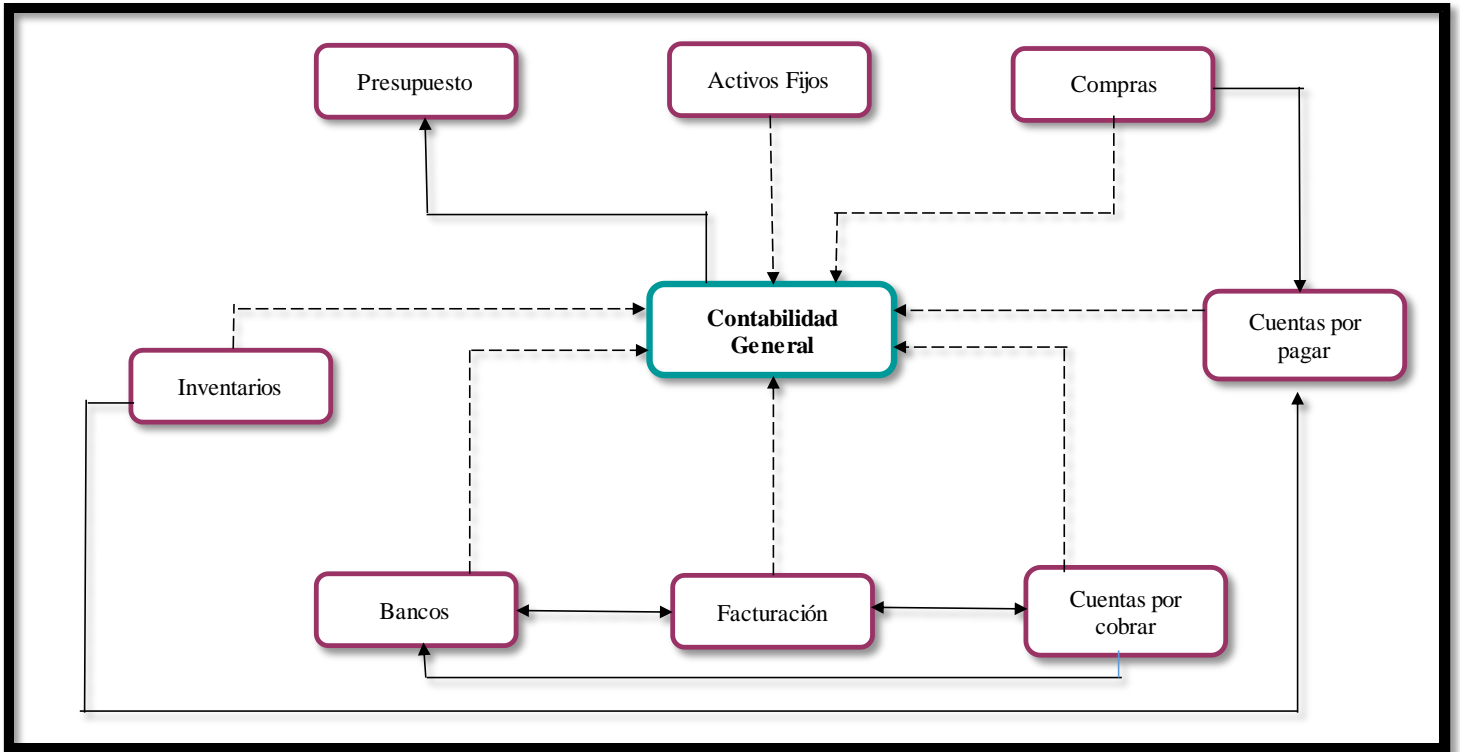 Presupuesto
Activos Fijos
Compras
Contabilidad
General
Cuentas por
pagar
Inventarios
Bancos
Facturación
Cuentas por
cobrar